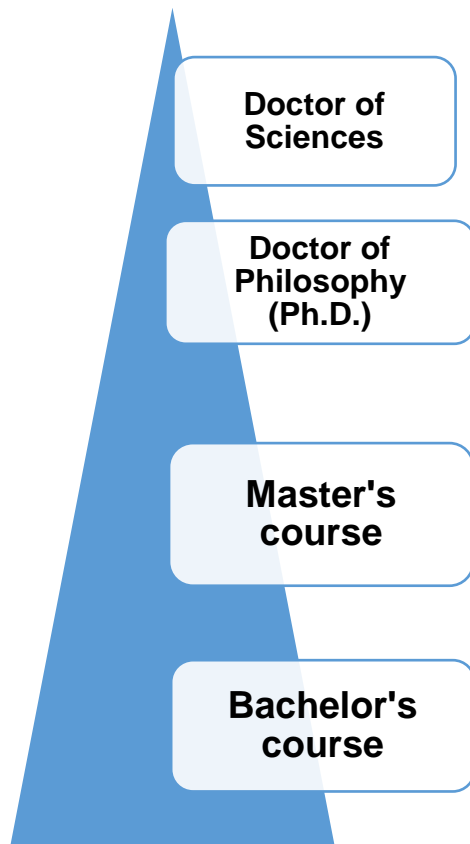 Doctor of
Sciences
Doctor of
Philosophy
(Ph.D.)
Master's
course
Bachelor's
course